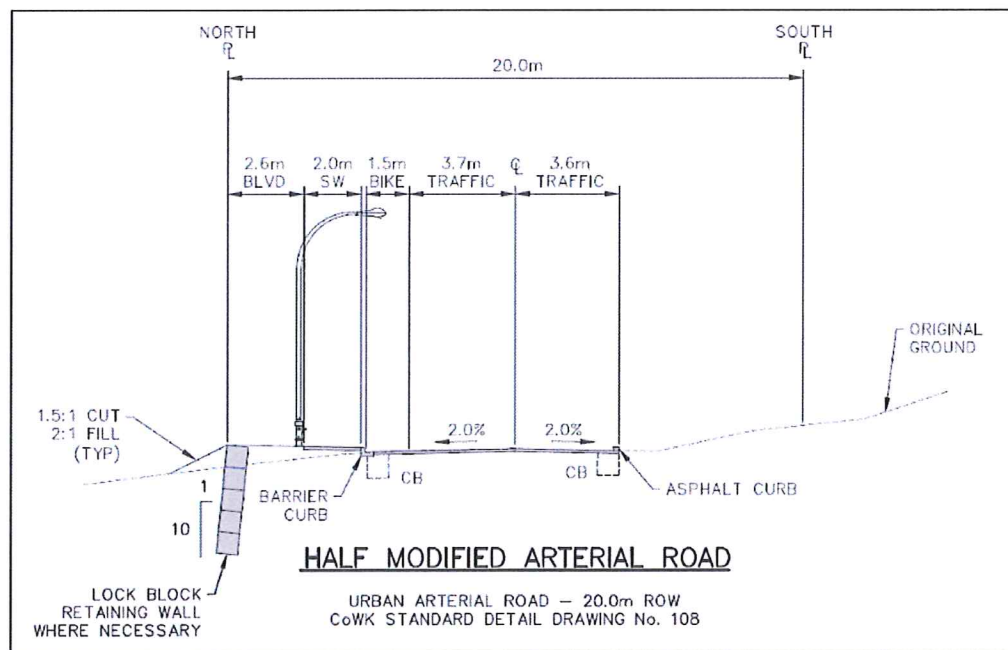 NORTH
PL
SOUTH
PL
20.0m
2.6m
BLVD
2.0m
SW
1.5m
BIKE
3.7m
TRAFFIC
CL
3.6m
TRAFFIC
ORIGINAL
GROUND
1.5:1 CUT
2:1 FILL
(TYP)
2.0%
2.0%
CB
CB
BARRIER
CURB
ASPHALT CURB
1
10
LOCK BLOCK
RETAINING WALL
WHERE NECESSARY
HALF MODIFIED ARTERIAL ROAD
URBAN ARTERIAL ROAD – 20.0m ROW
CoWK STANDARD DETAIL DRAWING No. 108